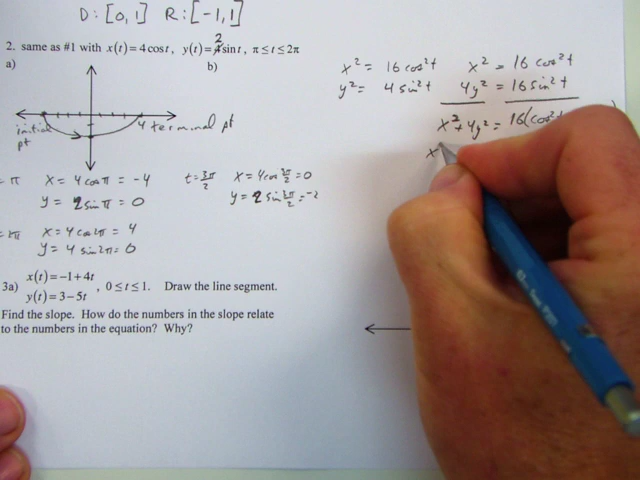 D: [0,1] R: [-1,1]
2. same as #1 with x(t) = 4cost, y(t) = 2sint, π ≤ t ≤ 2π
a) b)
initial pt
4 terminal pt
= π x = 4cosπ = -4
y = 2sinπ = 0
t = 3π/2 x = 4cos 3π/2 = 0
y = 2sin 3π/2 = -2
= 2π x = 4cos2π = 4
y = 4sin2π = 0
x² = 16cos²t
y² = 4sin²t
x² = 16cos²t
4y² = 16sin²t
x² + 4y² = 16(cos²t
x
3a) x(t) = -1+4t
y(t) = 3-5t , 0 ≤ t ≤ 1. Draw the line segment.
Find the slope. How do the numbers in the slope relate
to the numbers in the equation? Why?